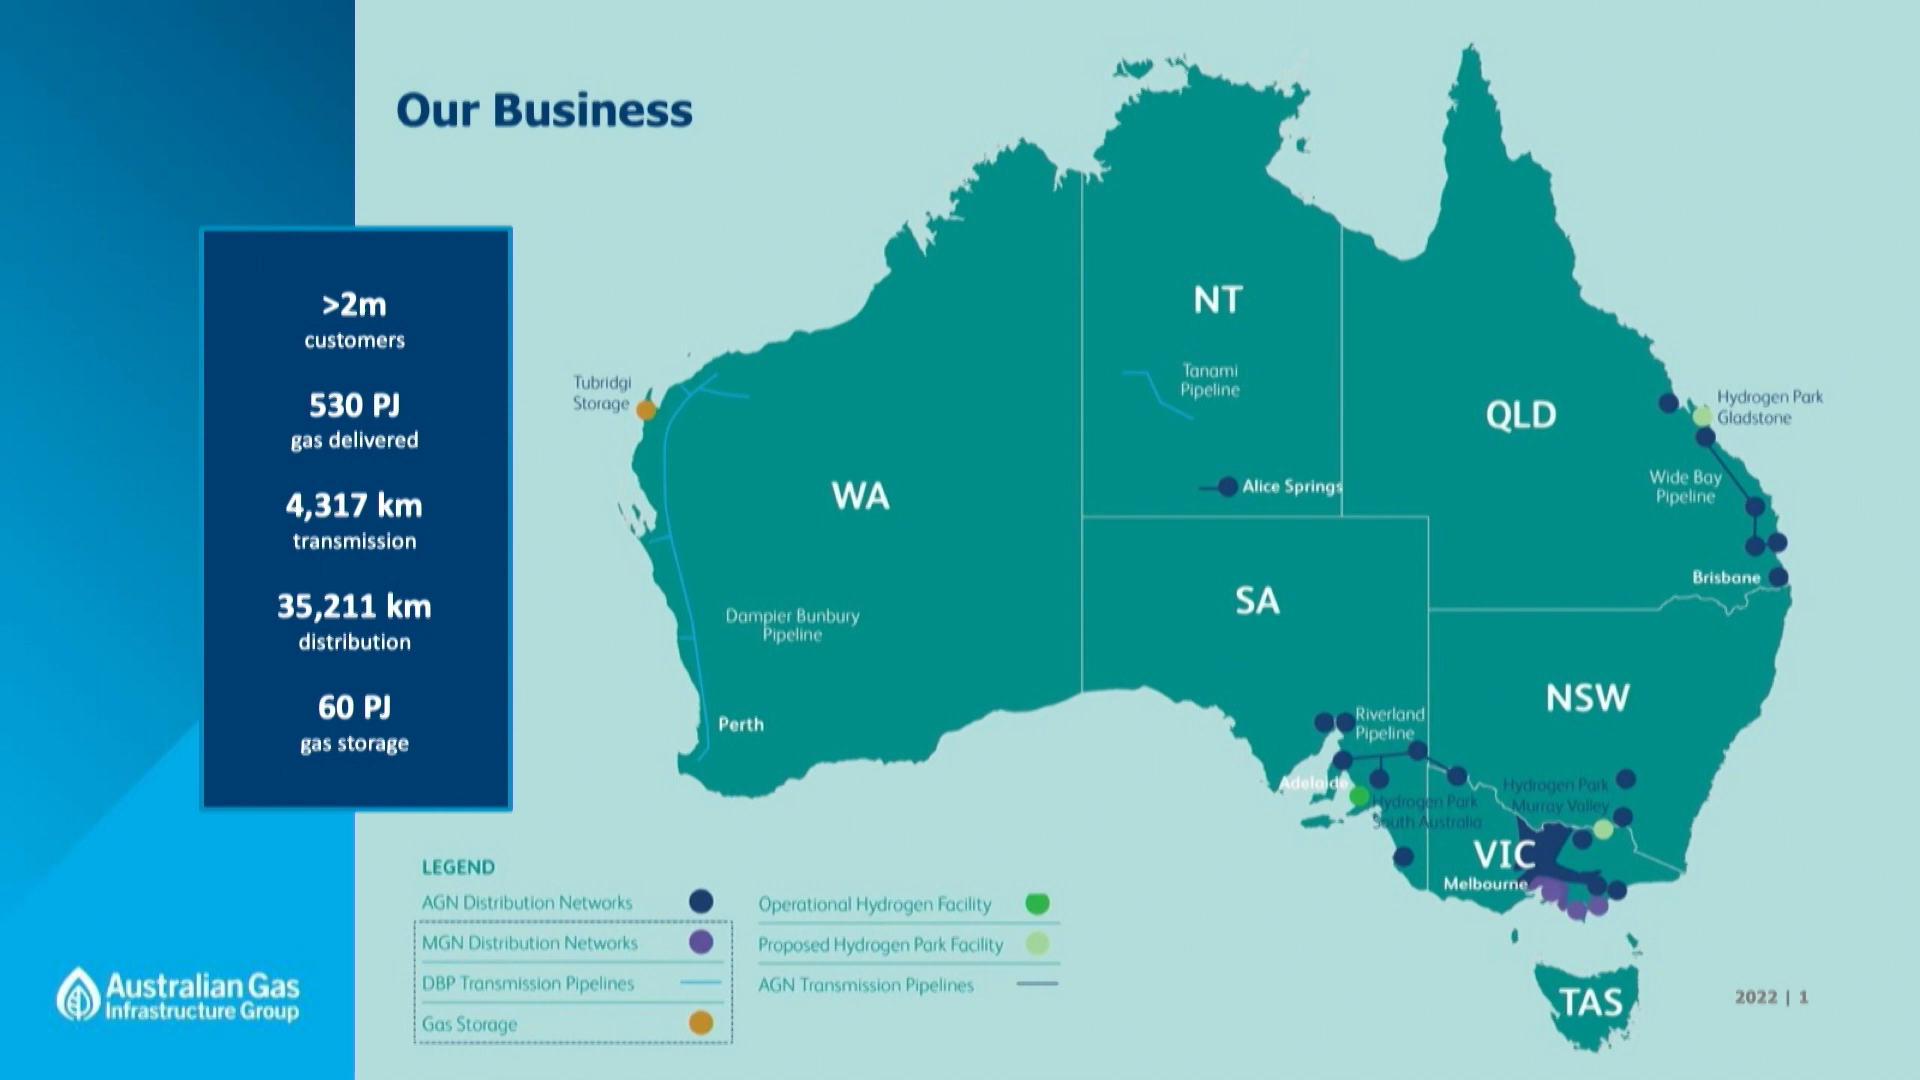 Our Business
>2m
customers
530 PJ
gas delivered
4,317 km
transmission
35,211 km
distribution
60 PJ
gas storage
NT
Tanami
Pipeline
Tubridgi
Storage
QLD
Hydrogen Park
Gladstone
WA
Alice Springs
Wide Bay
Pipeline
Brisbane
SA
Dampier Bunbury
Pipeline
NSW
Perth
Riverland
Pipeline
Adelaide
Hydrogen Park
South Australia
Hydrogen Park
Murray Valley
VIC
Melbourne
TAS
LEGEND
AGN Distribution Networks
MGN Distribution Networks
DBP Transmission Pipelines
Gas Storage
Operational Hydrogen Facility
Proposed Hydrogen Park Facility
AGN Transmission Pipelines
Australian Gas
Infrastructure Group
2022 | 1